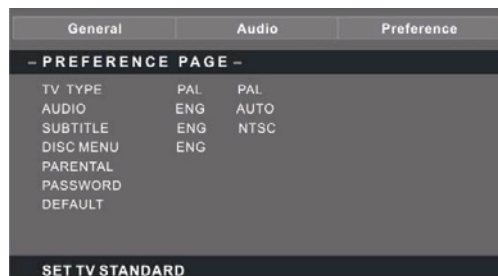 General Audio Preference
– PREFERENCE PAGE –
TV TYPE PAL PAL
AUDIO ENG AUTO
SUBTITLE ENG NTSC
DISC MENU ENG
PARENTAL
PASSWORD
DEFAULT
SET TV STANDARD